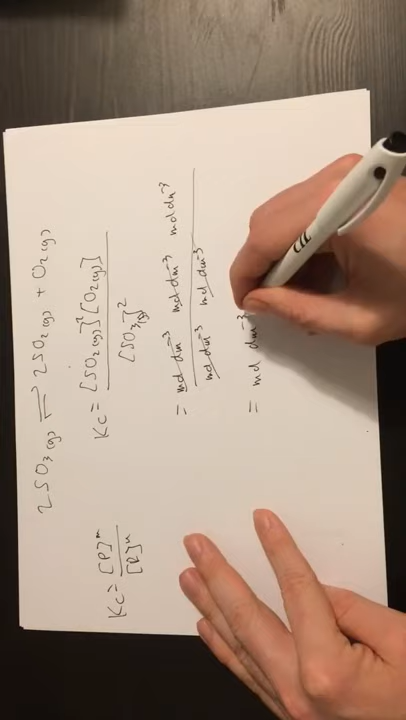 2SO₃(g) ⇌ 2SO₂(g) + O₂(g)
Kc = [P]ᵐ / [R]ⁿ
Kc = [SO₂(g)]² [O₂(g)] / [SO₃(g)]²
= mol dm⁻³ mol dm⁻³ mol dm⁻³
mol dm⁻³ mol dm⁻³
= mol dm⁻³